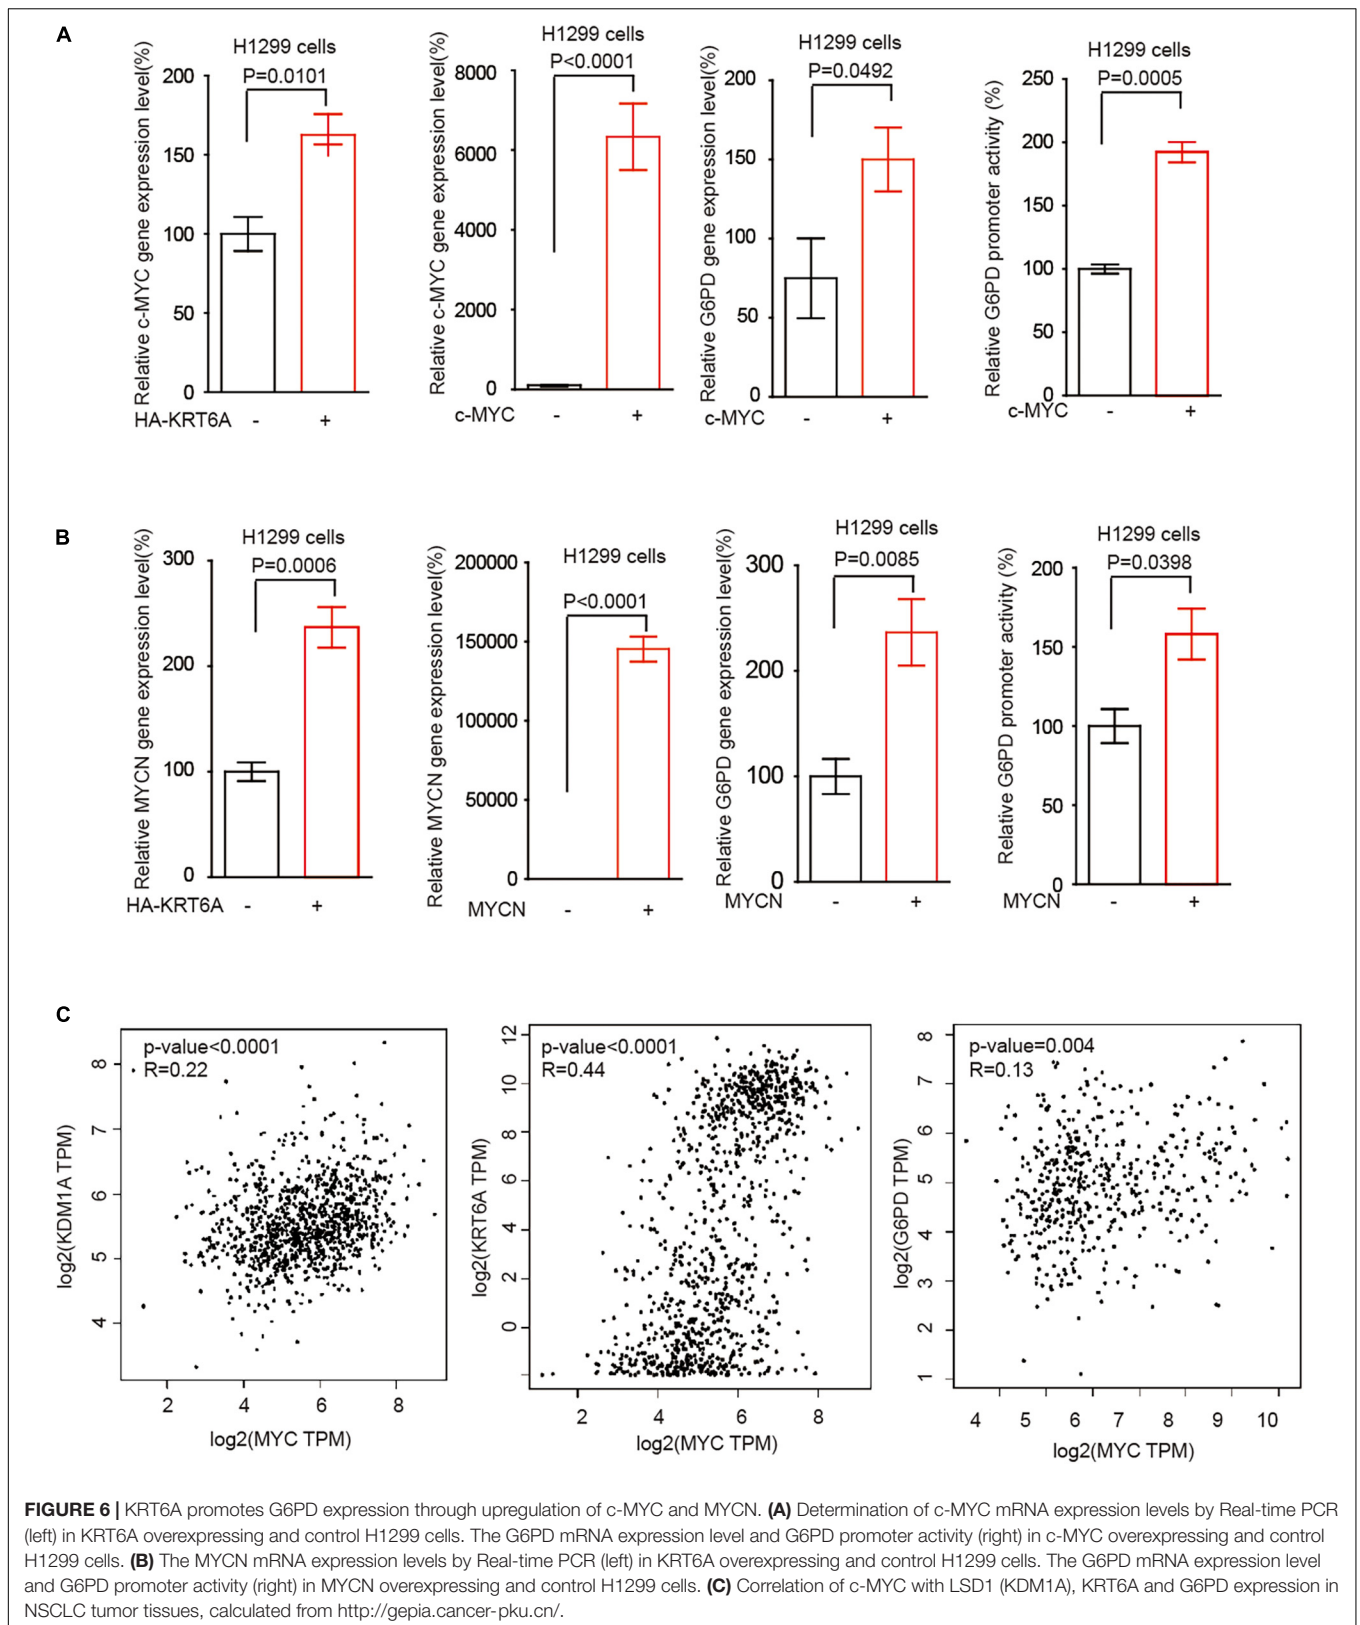 A
H1299 cells
P=0.0101
Relative c-MYC gene expression level(%)
200
150
100
50
0
HA-KRT6A - +
H1299 cells
P<0.0001
Relative c-MYC gene expression level(%)
8000
6000
4000
2000
0
c-MYC - +
H1299 cells
P=0.0492
Relative G6PD gene expression level(%)
200
150
100
50
0
c-MYC - +
H1299 cells
P=0.0005
Relative G6PD promoter activity (%)
250
200
150
100
50
0
c-MYC - +
B
H1299 cells
P=0.0006
Relative MYCN gene expression level(%)
300
200
100
0
HA-KRT6A - +
H1299 cells
P<0.0001
Relative MYCN gene expression level(%)
200000
150000
100000
50000
0
MYCN - +
H1299 cells
P=0.0085
Relative G6PD gene expression level(%)
300
200
100
0
MYCN - +
H1299 cells
P=0.0398
Relative G6PD promoter activity (%)
200
150
100
50
0
MYCN - +
C
p-value<0.0001
R=0.22
log2(KDM1A TPM)
8
7
6
5
4
2 4 6 8
log2(MYC TPM)
p-value<0.0001
R=0.44
log2(KRT6A TPM)
12
10
8
6
4
2
0
2 4 6 8
log2(MYC TPM)
p-value=0.004
R=0.13
log2(G6PD TPM)
8
7
6
5
4
3
2
1
4 5 6 7 8 9 10
log2(MYC TPM)
FIGURE 6 | KRT6A promotes G6PD expression through upregulation of c-MYC and MYCN. (A) Determination of c-MYC mRNA expression levels by Real-time PCR
(left) in KRT6A overexpressing and control H1299 cells. The G6PD mRNA expression level and G6PD promoter activity (right) in c-MYC overexpressing and control
H1299 cells. (B) The MYCN mRNA expression levels by Real-time PCR (left) in KRT6A overexpressing and control H1299 cells. The G6PD mRNA expression level
and G6PD promoter activity (right) in MYCN overexpressing and control H1299 cells. (C) Correlation of c-MYC with LSD1 (KDM1A), KRT6A and G6PD expression in
NSCLC tumor tissues, calculated from http://gepia.cancer-pku.cn/.